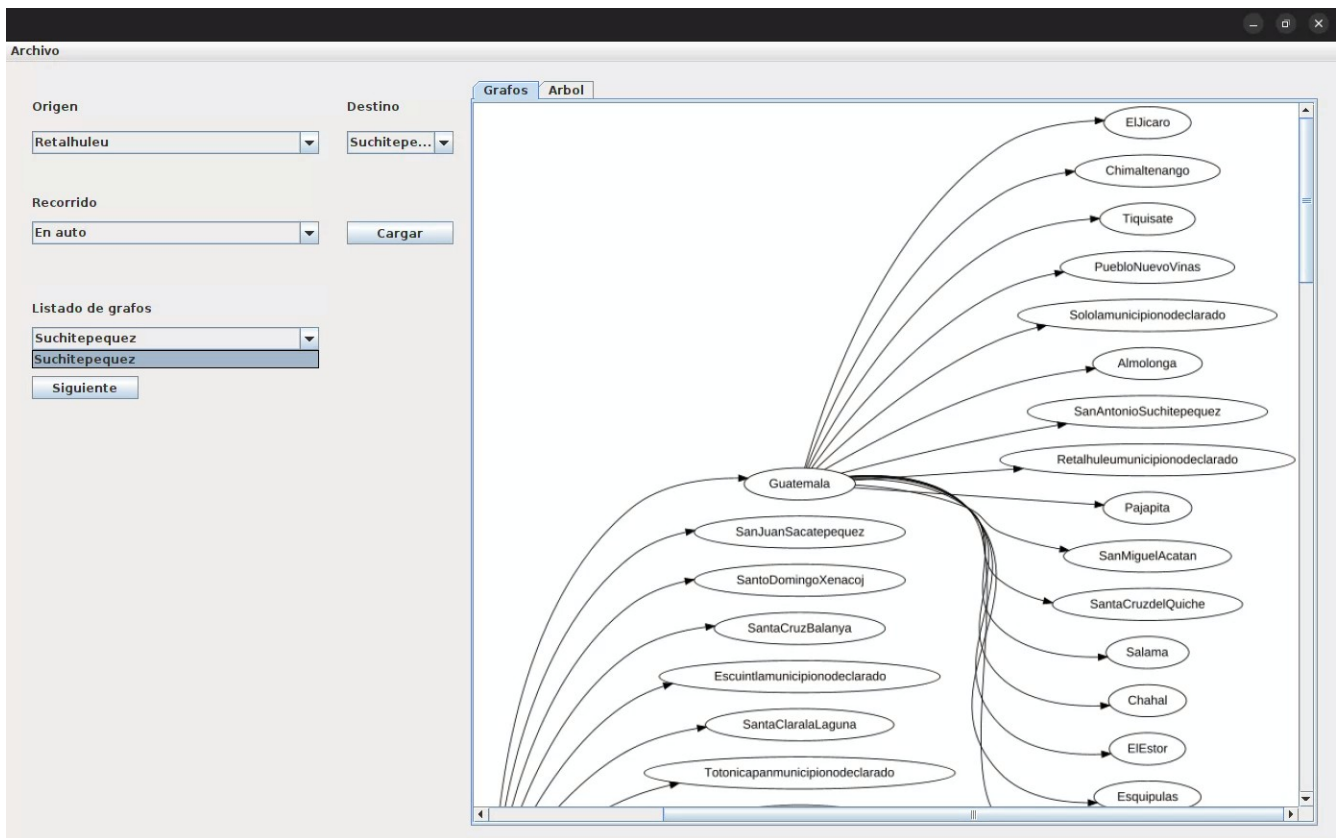 Archivo
Origen
Destino
Retalhuleu
Suchitepe...
Recorrido
En auto
Cargar
Listado de grafos
Suchitepequez
Suchitepequez
Siguiente
Grafos
Arbol
ElJicaro
Chimaltenango
Tiquisate
PuebloNuevoVinas
Sololamunicipionodeclarado
Almolonga
SanAntonioSuchitepequez
Retalhuleumunicipionodeclarado
Guatemala
Pajapita
SanJuanSacatepequez
SanMiguelAcatan
SantoDomingoXenacoj
SantaCruzdelQuiche
SantaCruzBalanya
Salama
Escuintlamunicipionodeclarado
Chahal
SantaClaralaLaguna
ElEstor
Totonicapanmunicipionodeclarado
Esquipulas